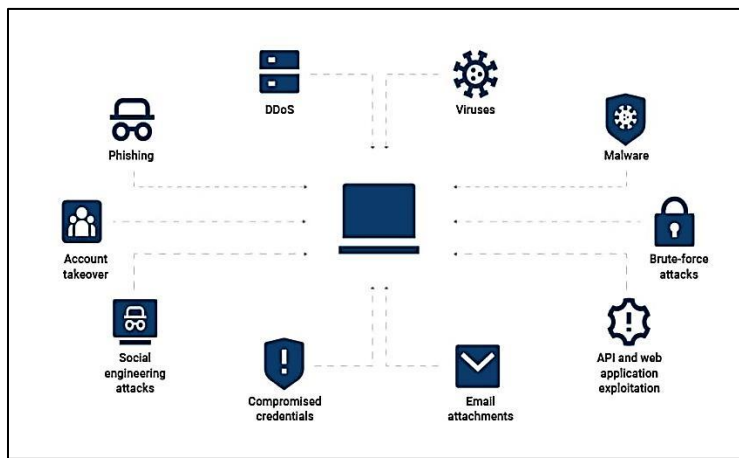 DDoS
Viruses
Phishing
Malware
Account
takeover
Brute-force
attacks
Social
engineering
attacks
Compromised
credentials
Email
attachments
API and web
application
exploitation